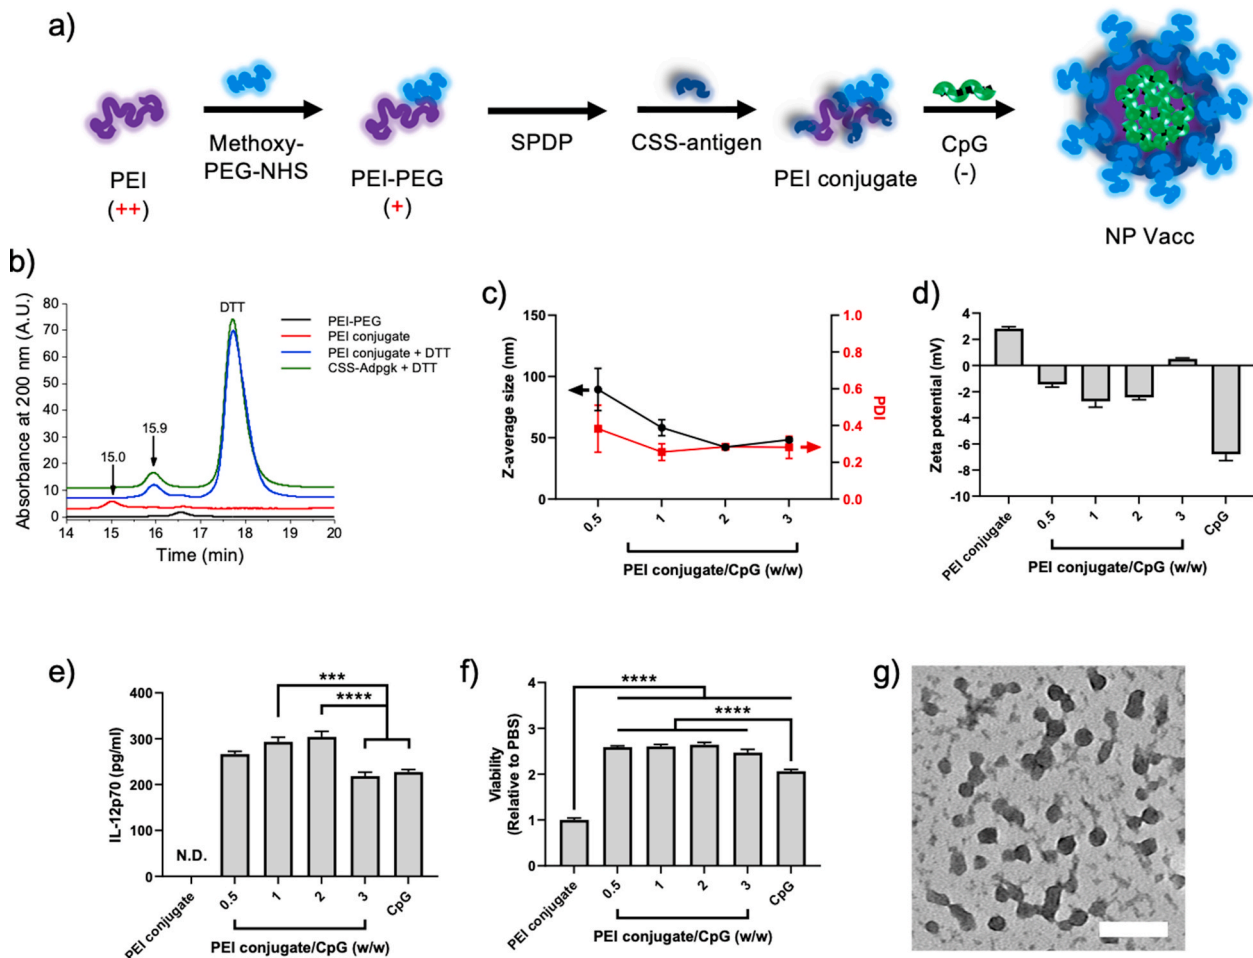 a)
Methoxy-
PEG-NHS
SPDP
CSS-antigen
CpG
(-)
PEI
(++)
PEI-PEG
(+)
PEI conjugate
NP Vacc
b)
Absorbance at 200 nm (A.U.)
80
70
60
50
40
30
20
10
0
DTT
15.9
15.0
PEI-PEG
PEI conjugate
PEI conjugate + DTT
CSS-Adpgk + DTT
14 15 16 17 18 19 20
Time (min)
c)
Z-average size (nm)
150
100
50
0
1.0
0.8
0.6
0.4
0.2
0.0
PDI
0.5 1 2 3
PEI conjugate/CpG (w/w)
d)
Zeta potential (mV)
4
2
0
-2
-4
-6
-8
-10
PEI conjugate 0.5 1 2 3 CpG
PEI conjugate/CpG (w/w)
e)
IL-12p70 (pg/ml)
400
300
200
100
0
***
****
N.D.
PEI conjugate 0.5 1 2 3 CpG
PEI conjugate/CpG (w/w)
f)
Viability
(Relative to PBS)
4
3
2
1
0
****
****
PEI conjugate 0.5 1 2 3 CpG
PEI conjugate/CpG (w/w)
g)